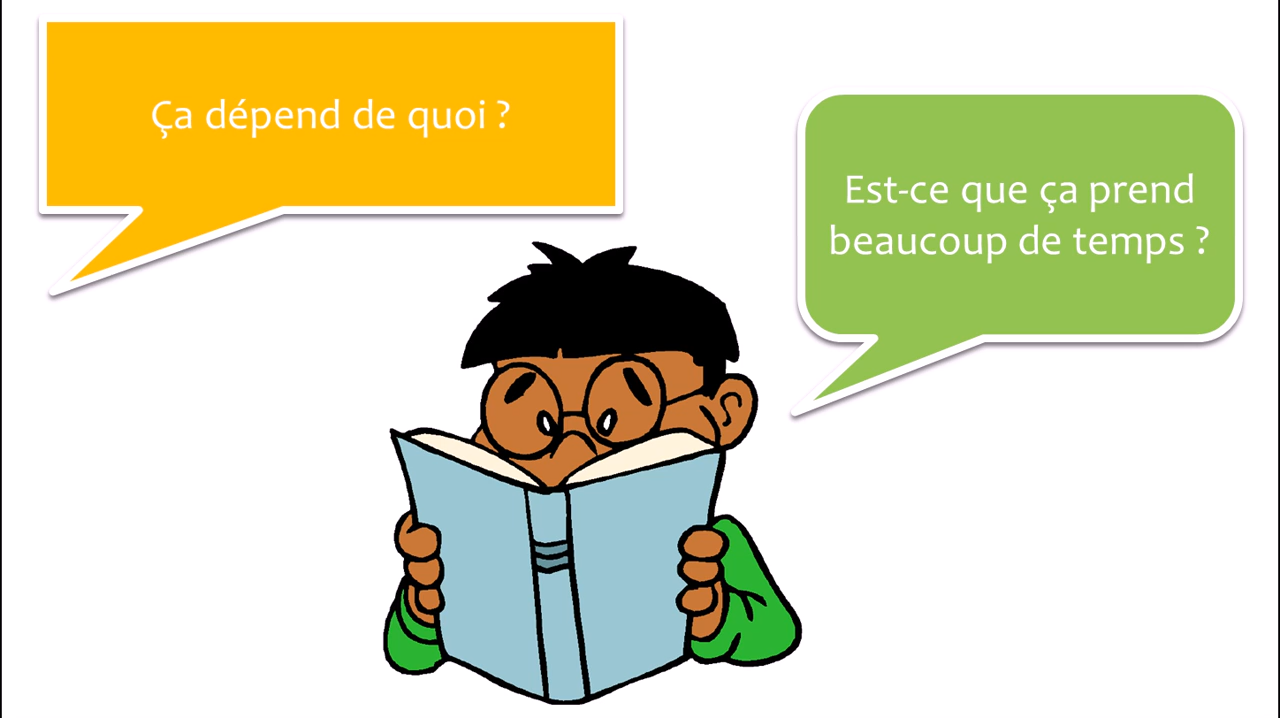 Ça dépend de quoi ?
Est-ce que ça prend
beaucoup de temps ?